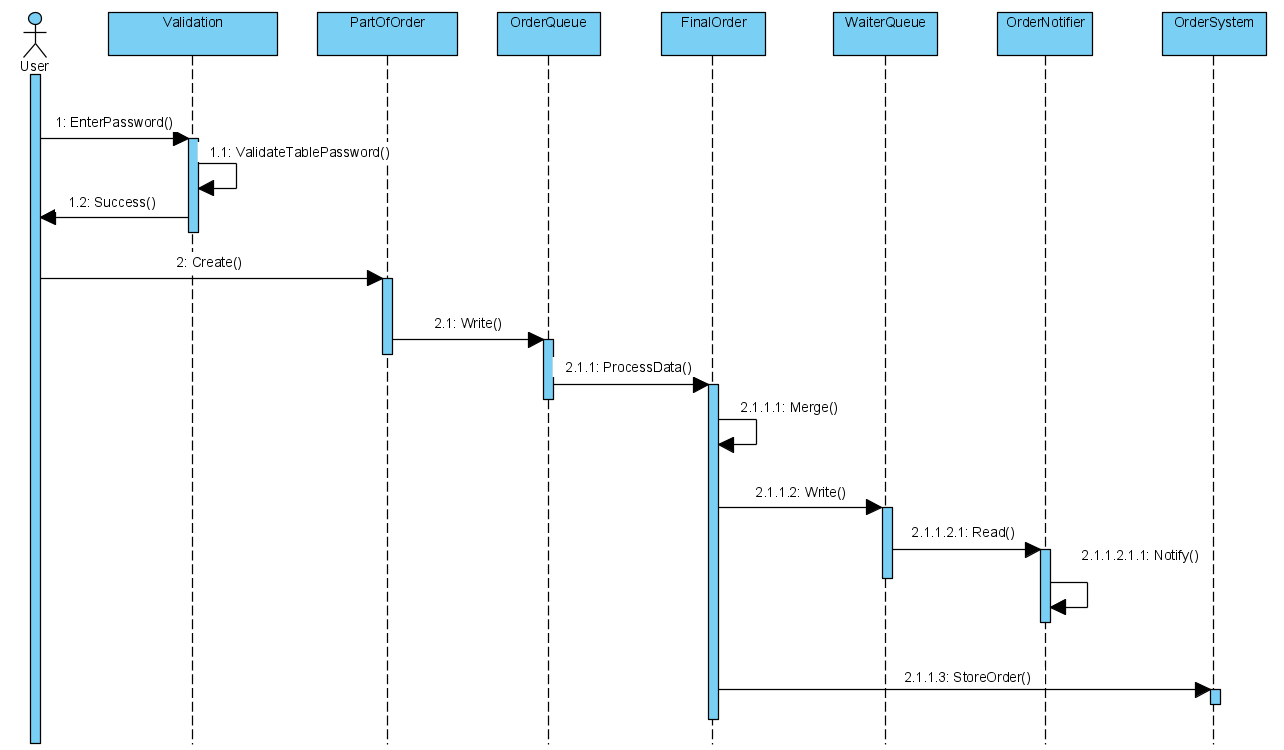 Validation
PartOfOrder
OrderQueue
FinalOrder
WaiterQueue
OrderNotifier
OrderSystem
User
1: EnterPassword()
1.1: ValidateTablePassword()
1.2: Success()
2: Create()
2.1: Write()
2.1.1: ProcessData()
2.1.1.1: Merge()
2.1.1.2: Write()
2.1.1.2.1: Read()
2.1.1.2.1.1: Notify()
2.1.1.3: StoreOrder()